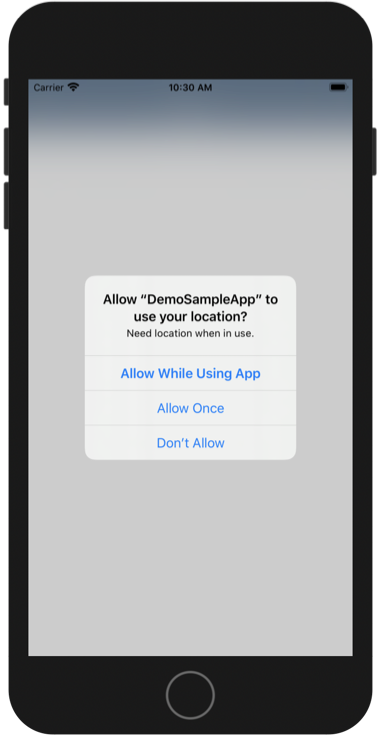 Carrier
10:30 AM
Allow “DemoSampleApp” to
use your location?
Need location when in use.
Allow While Using App
Allow Once
Don’t Allow